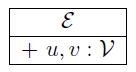 ℰ
+ u, v : 𝒱